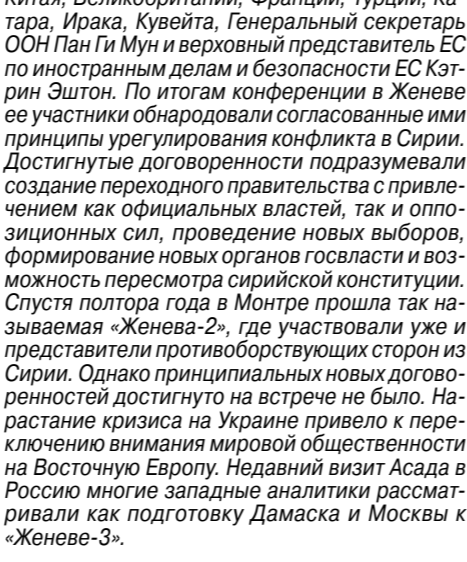 Китая, Великобритании, Франции, Турции, Ка-
тара, Ирака, Кувейта, Генеральный секретарь
ООН Пан Ги Мун и верховный представитель ЕС
по иностранным делам и безопасности ЕС Кэт-
рин Эштон. По итогам конференции в Женеве
ее участники обнародовали согласованные ими
принципы урегулирования конфликта в Сирии.
Достигнутые договоренности подразумевали
создание переходного правительства с привле-
чением как официальных властей, так и оппо-
зиционных сил, проведение новых выборов,
формирование новых органов госвласти и воз-
можность пересмотра сирийской конституции.
Спустя полтора года в Монтре прошла так на-
зываемая «Женева-2», где участвовали уже и
представители противоборствующих сторон из
Сирии. Однако принципиальных новых догово-
ренностей достигнуто на встрече не было. На-
растание кризиса на Украине привело к пере-
ключению внимания мировой общественности
на Восточную Европу. Недавний визит Асада в
Россию многие западные аналитики рассмат-
ривали как подготовку Дамаска и Москвы к
«Женеве-3».